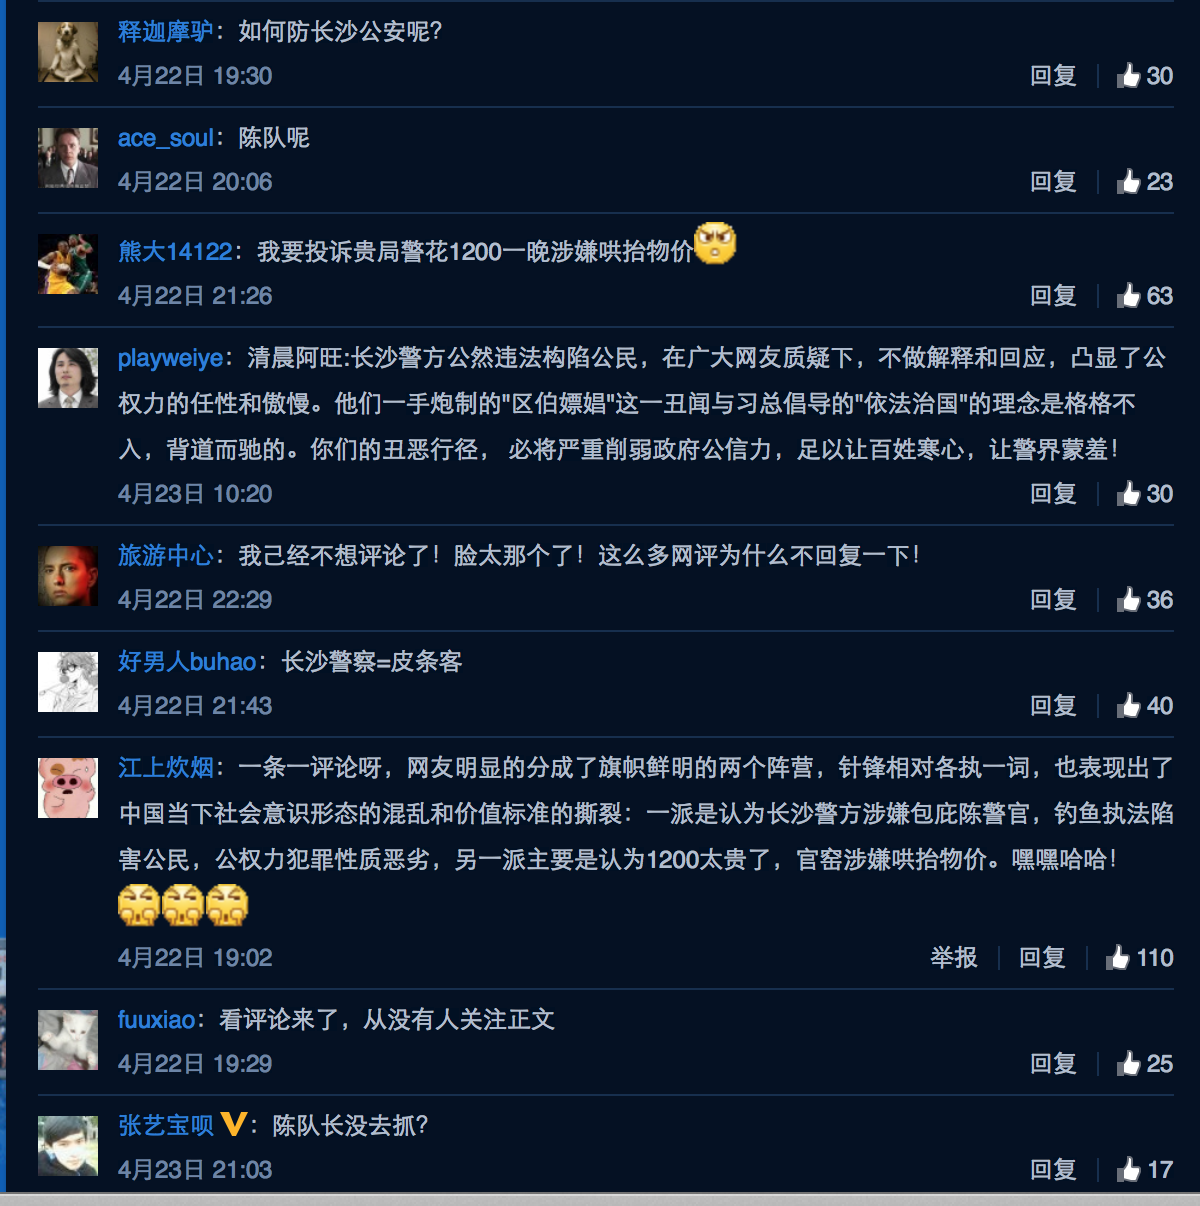 释迦摩驴：如何防长沙公安呢？
4月22日 19:30
回复 30
ace_soul：陈队呢
4月22日 20:06
回复 23
熊大14122：我要投诉贵局警花1200一晚涉嫌哄抬物价
4月22日 21:26
回复 63
playweiye：清晨阿旺:长沙警方公然违法构陷公民，在广大网友质疑下，不做解释和回应，凸显了公
权力的任性和傲慢。他们一手炮制的"区伯嫖娼"这一丑闻与习总倡导的"依法治国"的理念是格格不
入，背道而驰的。你们的丑恶行径， 必将严重削弱政府公信力，足以让百姓寒心，让警界蒙羞！
4月23日 10:20
回复 30
旅游中心：我己经不想评论了！脸太那个了！这么多网评为什么不回复一下！
4月22日 22:29
回复 36
好男人buhao：长沙警察=皮条客
4月22日 21:43
回复 40
江上炊烟：一条一评论呀，网友明显的分成了旗帜鲜明的两个阵营，针锋相对各执一词，也表现出了
中国当下社会意识形态的混乱和价值标准的撕裂：一派是认为长沙警方涉嫌包庇陈警官，钓鱼执法陷
害公民，公权力犯罪性质恶劣，另一派主要是认为1200太贵了，官窑涉嫌哄抬物价。嘿嘿哈哈！
4月22日 19:02
举报 回复 110
fuuxiao：看评论来了，从没有人关注正文
4月22日 19:29
回复 25
张艺宝呗 V：陈队长没去抓？
4月23日 21:03
回复 17